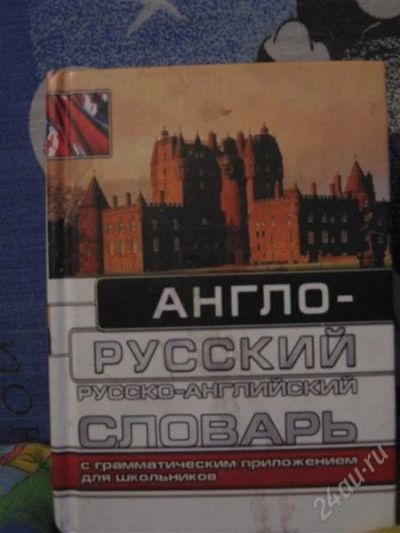 АНГЛО-
РУССКИЙ
РУССКО-АНГЛИЙСКИЙ
СЛОВАРЬ
с грамматическим приложением
для школьников
24au.ru